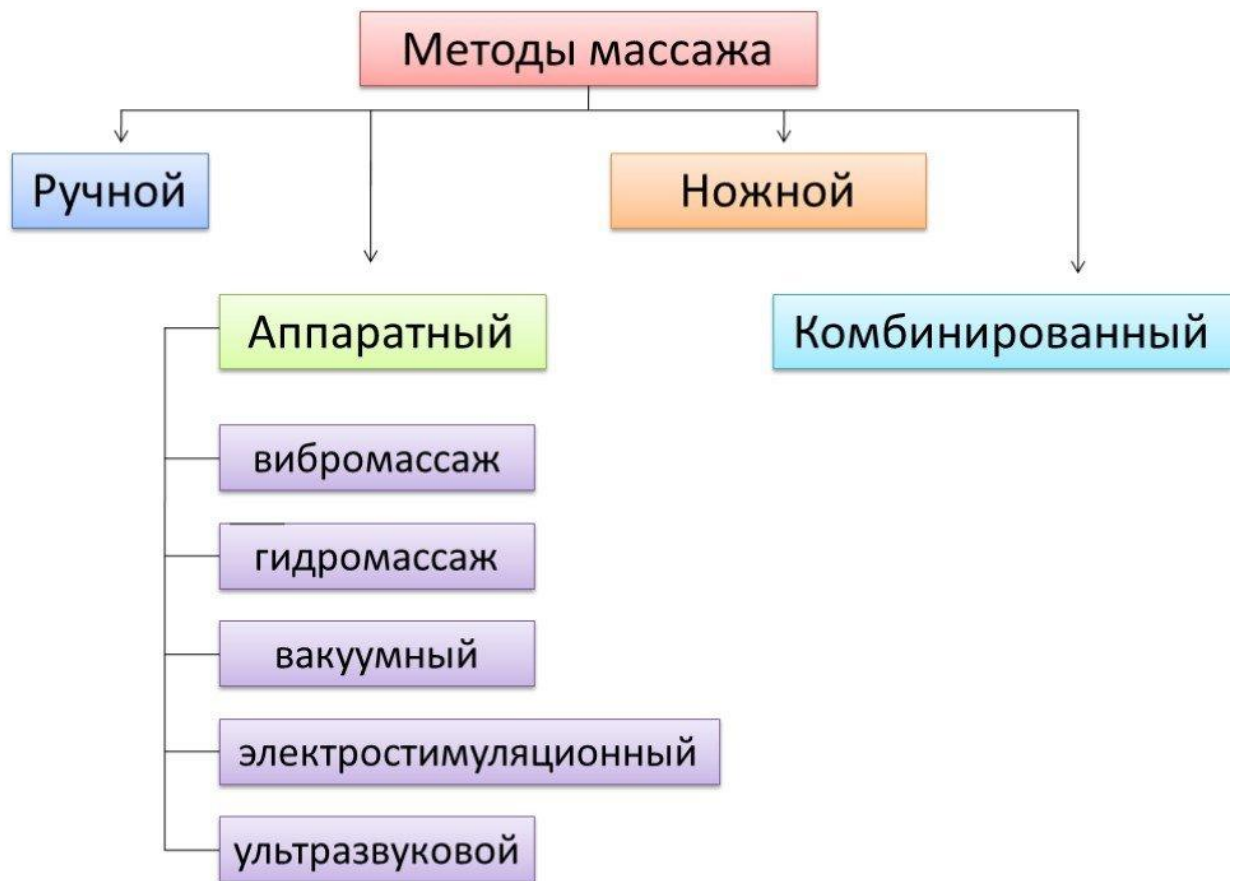 Методы массажа
Ручной
Ножной
Аппаратный
Комбинированный
вибромассаж
гидромассаж
вакуумный
электростимуляционный
ультразвуковой